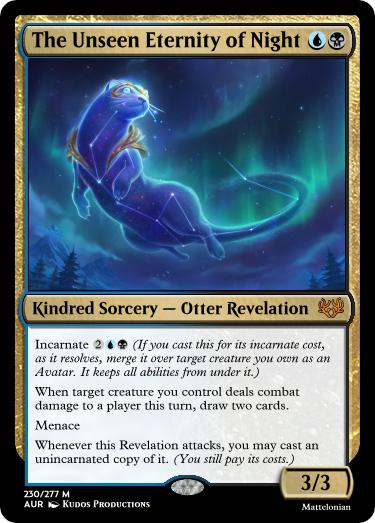 The Unseen Eternity of Night
Kindred Sorcery — Otter Revelation
Incarnate 2 (If you cast this for its incarnate cost,
as it resolves, merge it over target creature you own as an
Avatar. It keeps all abilities from under it.)
When target creature you control deals combat
damage to a player this turn, draw two cards.
Menace
Whenever this Revelation attacks, you may cast an
unincarnated copy of it. (You still pay its costs.)
3/3
230/277 M
AUR Kudos Productions
Mattelonian